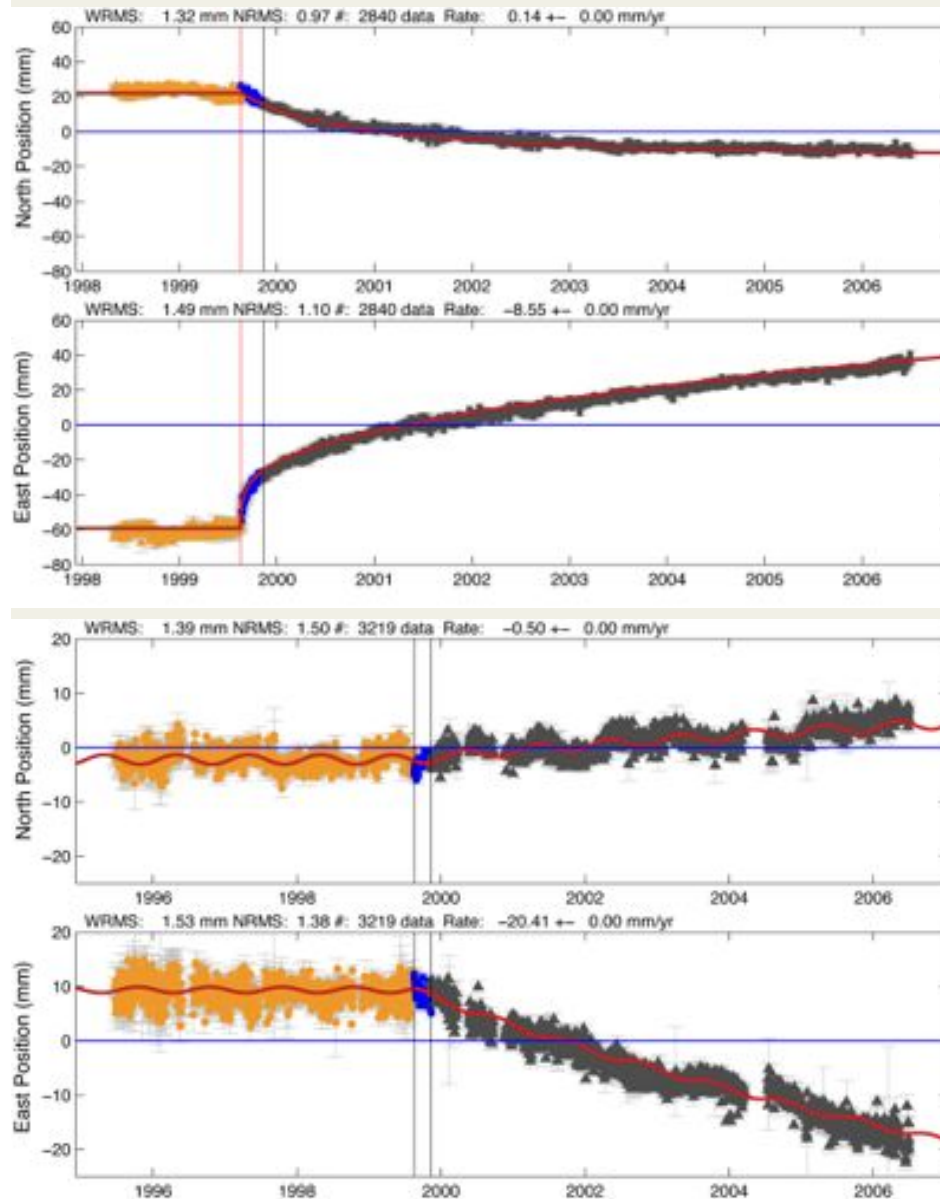 WRMS: 1.32 mm NRMS: 0.97 #: 2840 data Rate: 0.14 +− 0.00 mm/yr
North Position (mm)
60
40
20
0
−20
−40
−60
−80
1998 1999 2000 2001 2002 2003 2004 2005 2006
WRMS: 1.49 mm NRMS: 1.10 #: 2840 data Rate: −8.55 +− 0.00 mm/yr
East Position (mm)
60
40
20
0
−20
−40
−60
−80
1998 1999 2000 2001 2002 2003 2004 2005 2006
WRMS: 1.39 mm NRMS: 1.50 #: 3219 data Rate: −0.50 +− 0.00 mm/yr
North Position (mm)
20
10
0
−10
−20
1996 1998 2000 2002 2004 2006
WRMS: 1.53 mm NRMS: 1.38 #: 3219 data Rate: −20.41 +− 0.00 mm/yr
East Position (mm)
20
10
0
−10
−20
1996 1998 2000 2002 2004 2006